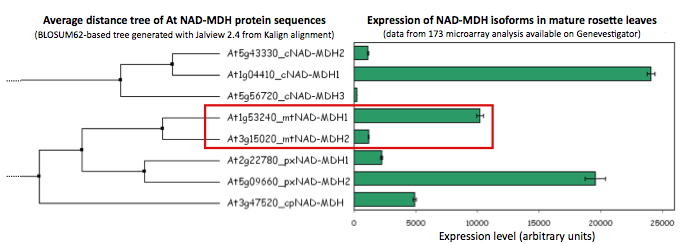 Average distance tree of At NAD-MDH protein sequences
(BLOSUM62-based tree generated with Jalview 2.4 from Kalign alignment)
Expression of NAD-MDH isoforms in mature rosette leaves
(data from 173 microarray analysis available on Genevestigator)
At5g43330_cNAD-MDH2
At1g04410_cNAD-MDH1
At5g56720_cNAD-MDH3
At1g53240_mtNAD-MDH1
At3g15020_mtNAD-MDH2
At2g22780_pxNAD-MDH1
At5g09660_pxNAD-MDH2
At3g47520_cpNAD-MDH
0 5000 10000 15000 20000 25000
Expression level (arbitrary units)